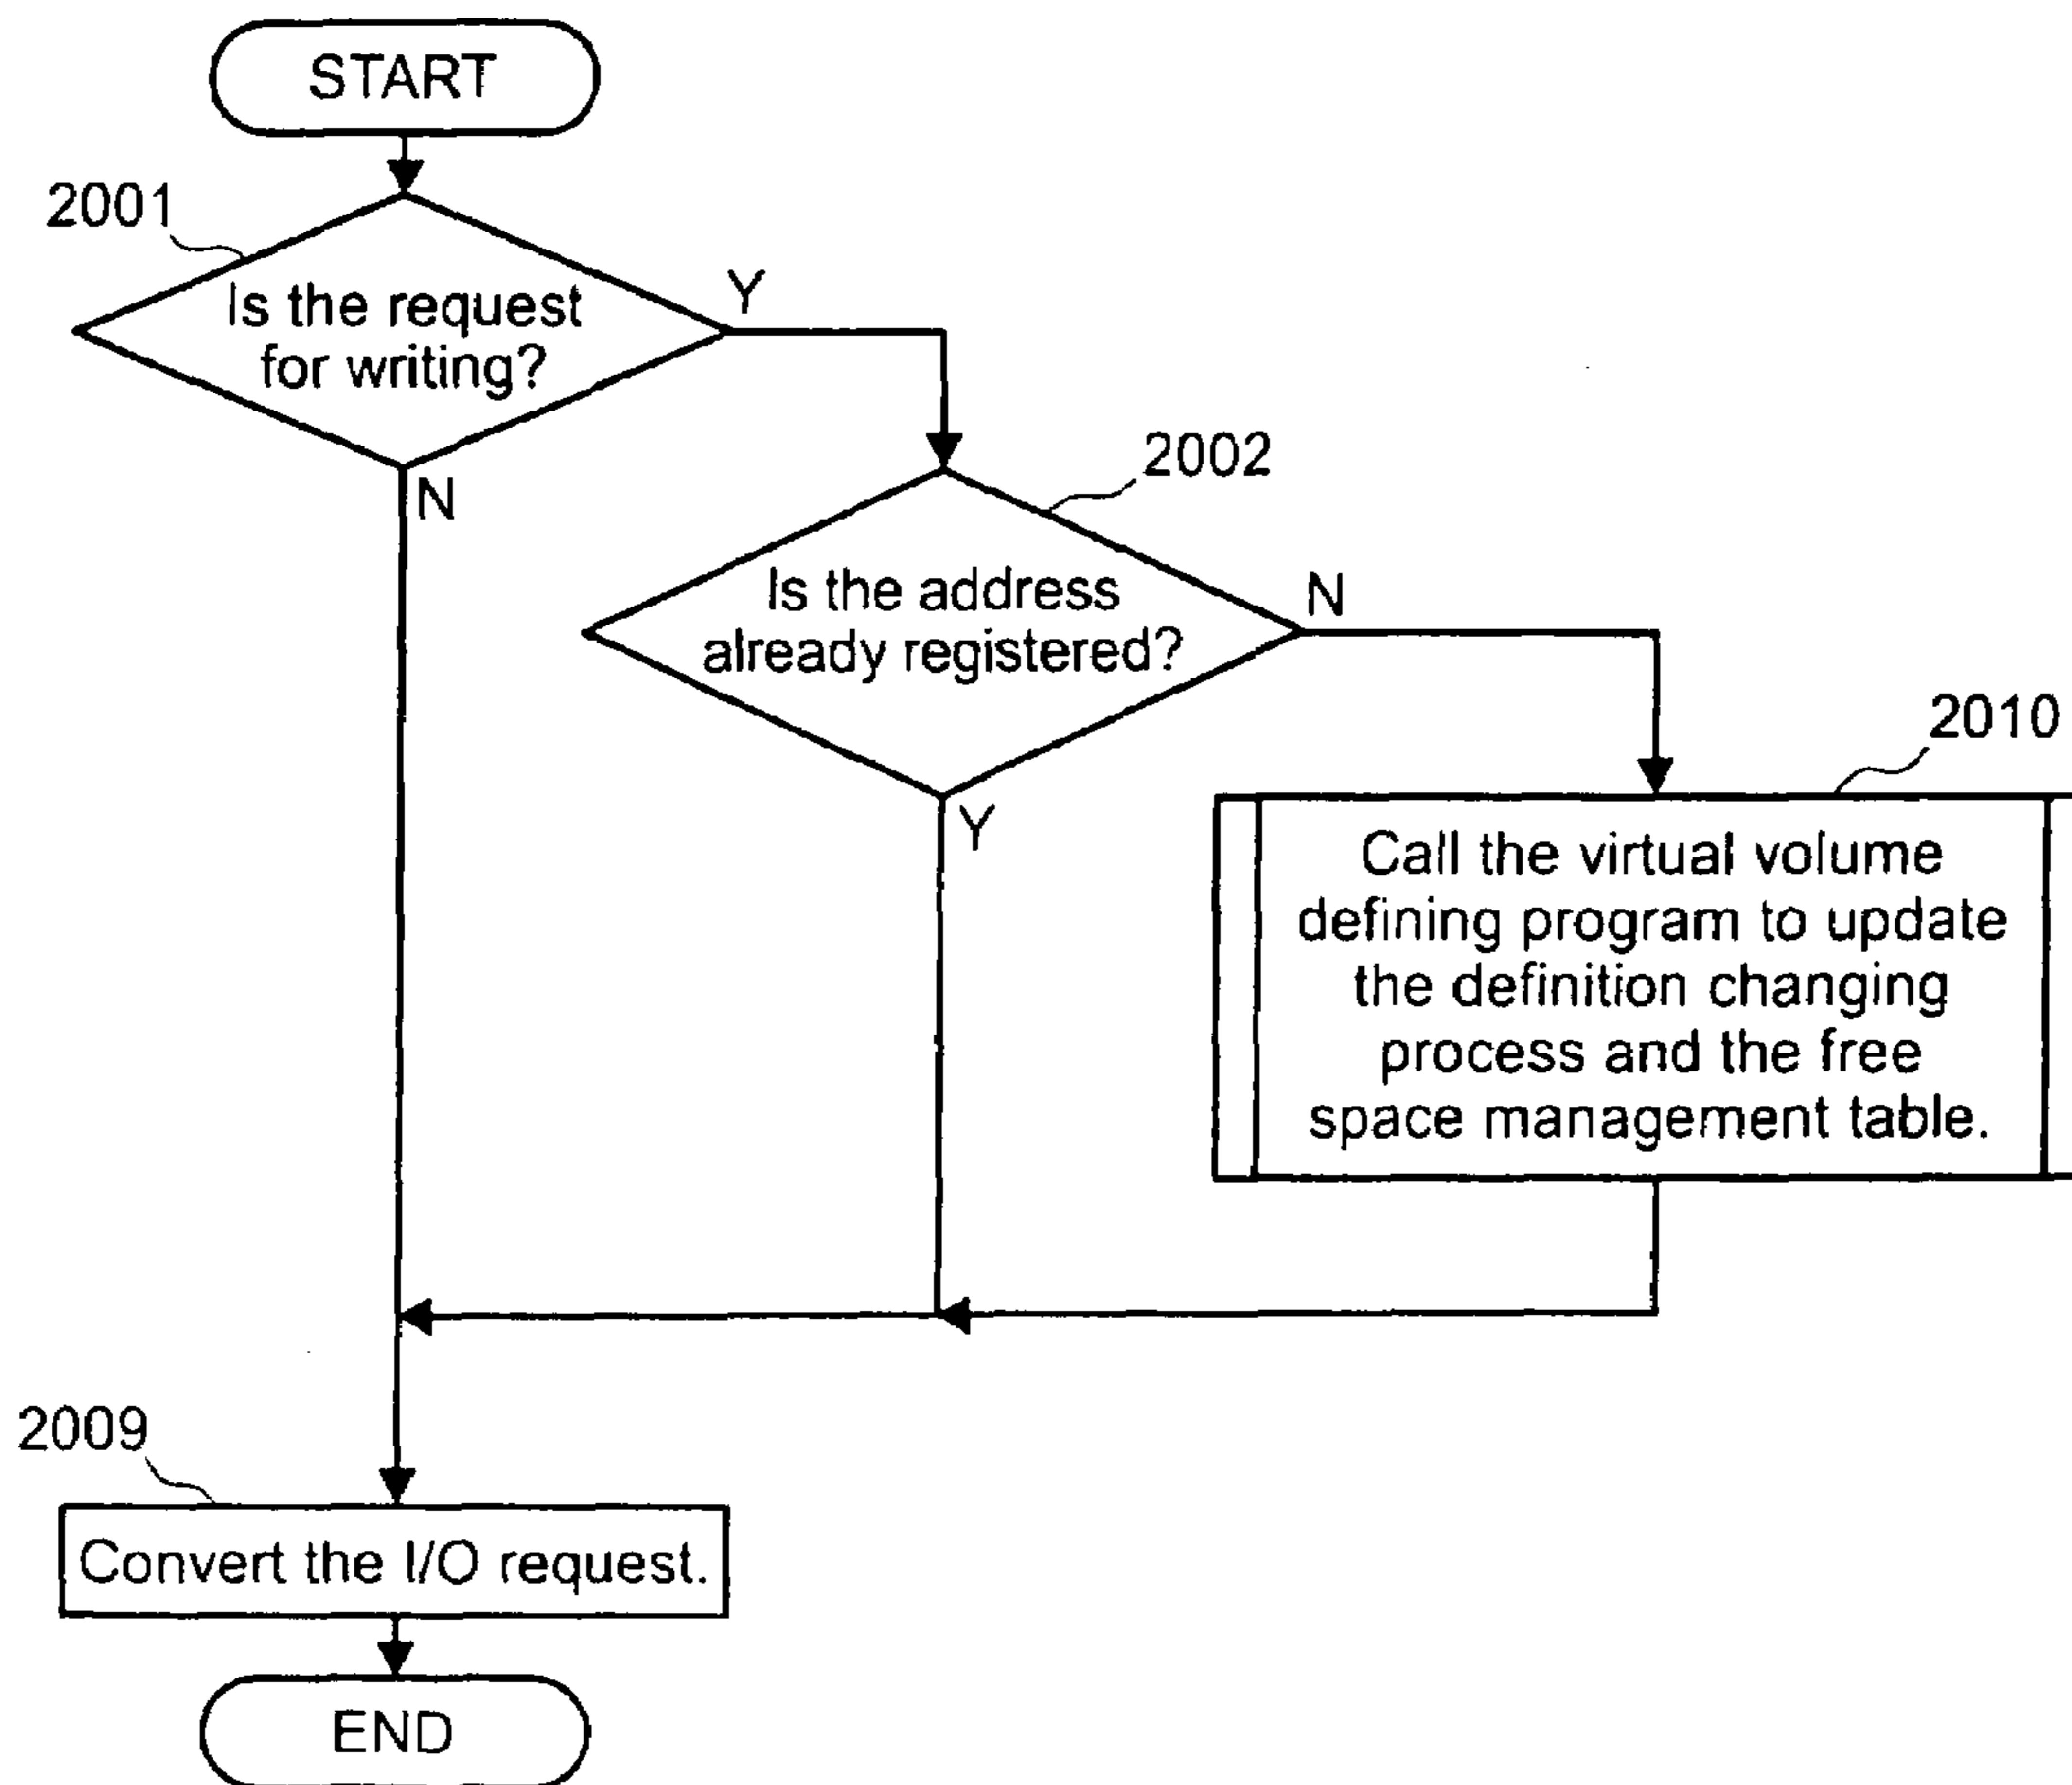 START
2001
Is the request
for writing?
Y
N
2002
Is the address
already registered?
N
Y
2010
Call the virtual volume
defining program to update
the definition changing
process and the free
space management table.
2009
Convert the I/O request.
END